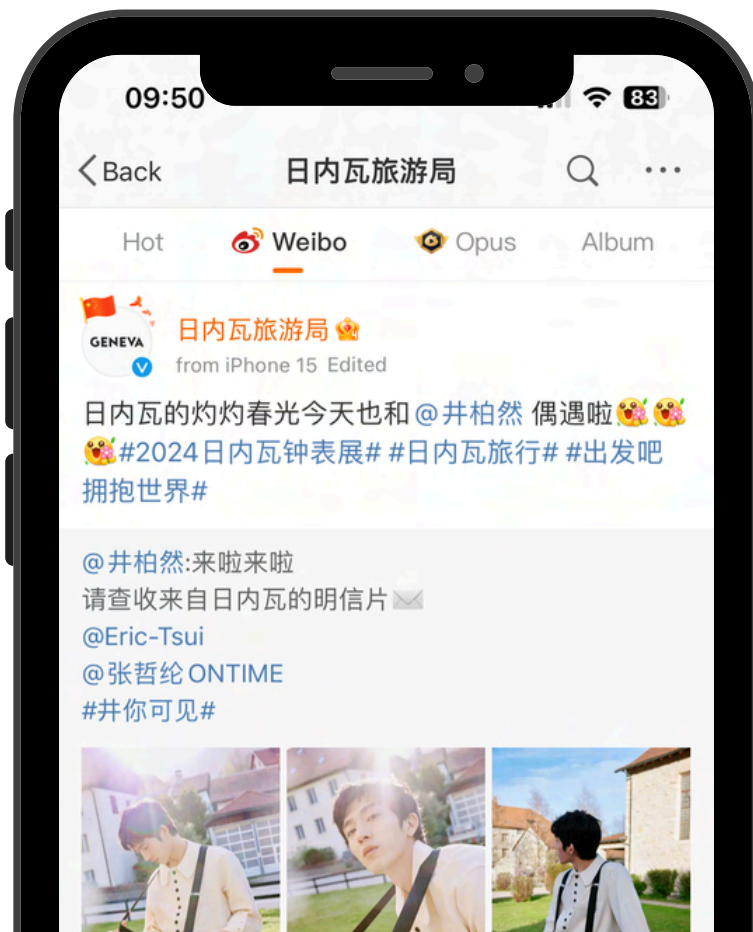 09:50
83
Back
日内瓦旅游局
Hot
Weibo
Opus
Album
GENEVA
日内瓦旅游局
from iPhone 15 Edited
日内瓦的灼灼春光今天也和@井柏然 偶遇啦
#2024日内瓦钟表展# #日内瓦旅行# #出发吧
拥抱世界#
@井柏然:来啦来啦
请查收来自日内瓦的明信片
@Eric-Tsui
@张哲纶ONTIME
#井你可见#